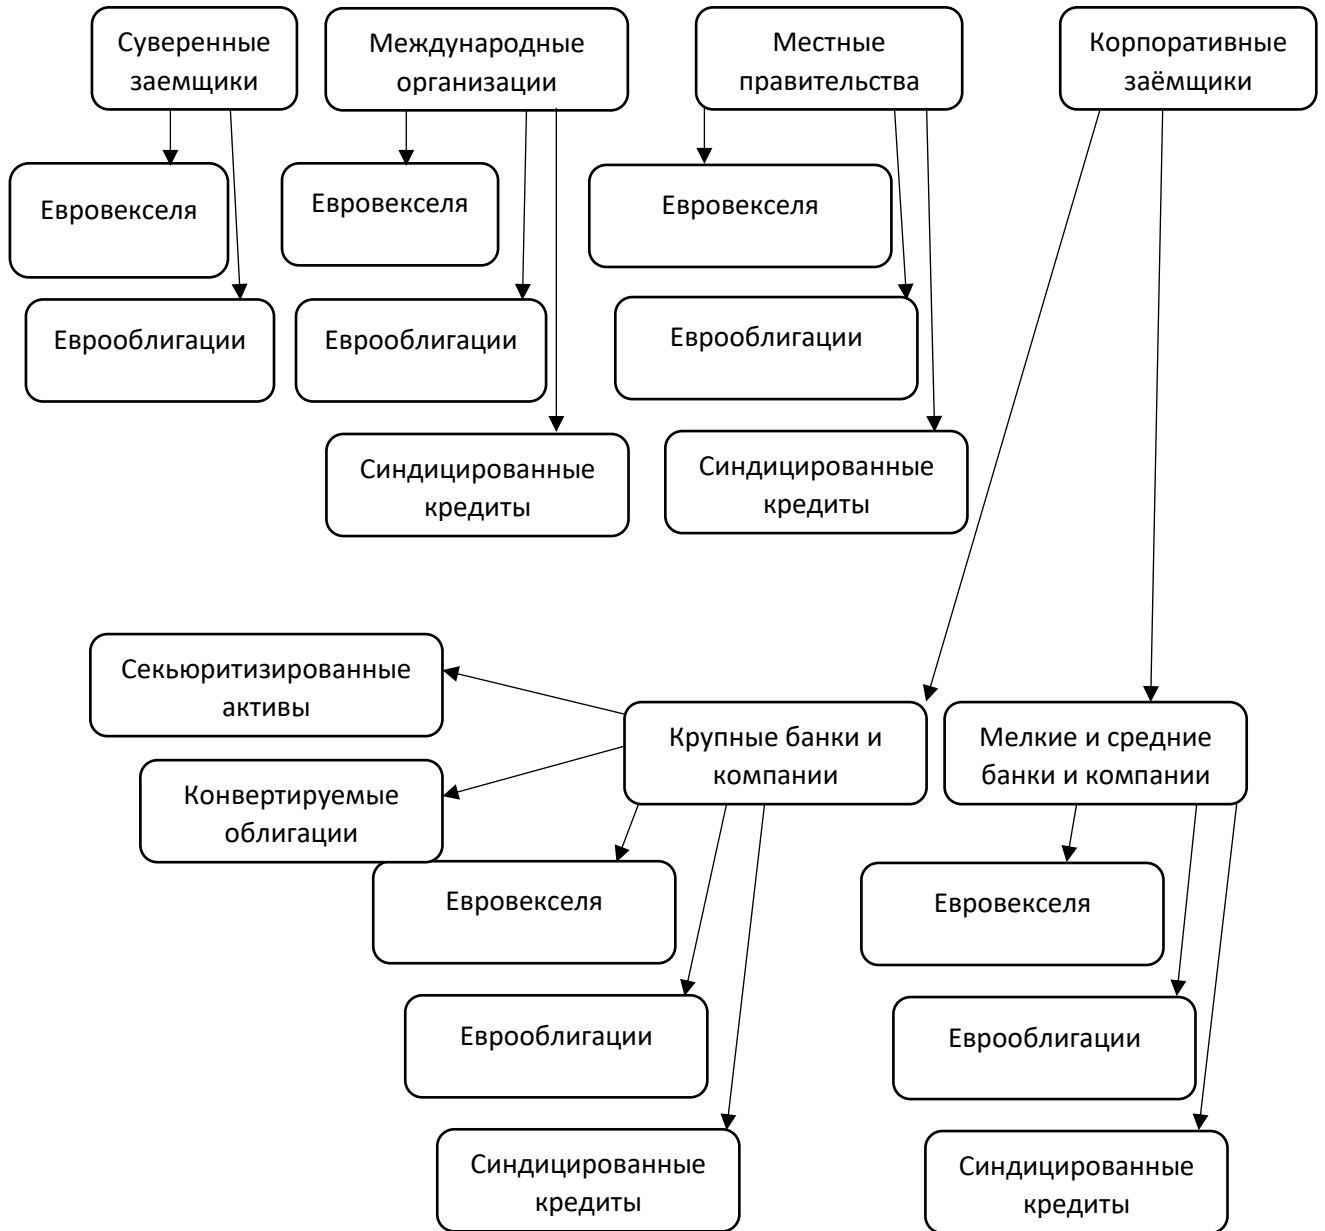 Суверенные
заемщики
Международные
организации
Местные
правительства
Корпоративные
заёмщики
Евровекселя
Евровекселя
Евровекселя
Еврооблигации
Еврооблигации
Еврооблигации
Синдицированные
кредиты
Синдицированные
кредиты
Секьюритизированные
активы
Крупные банки и
компании
Мелкие и средние
банки и компании
Конвертируемые
облигации
Евровекселя
Евровекселя
Еврооблигации
Еврооблигации
Синдицированные
кредиты
Синдицированные
кредиты